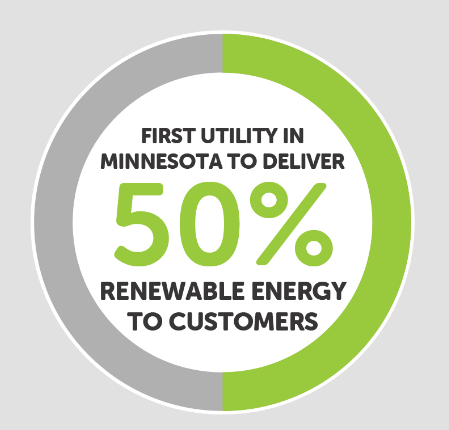 FIRST UTILITY IN
MINNESOTA TO DELIVER
50%
RENEWABLE ENERGY
TO CUSTOMERS